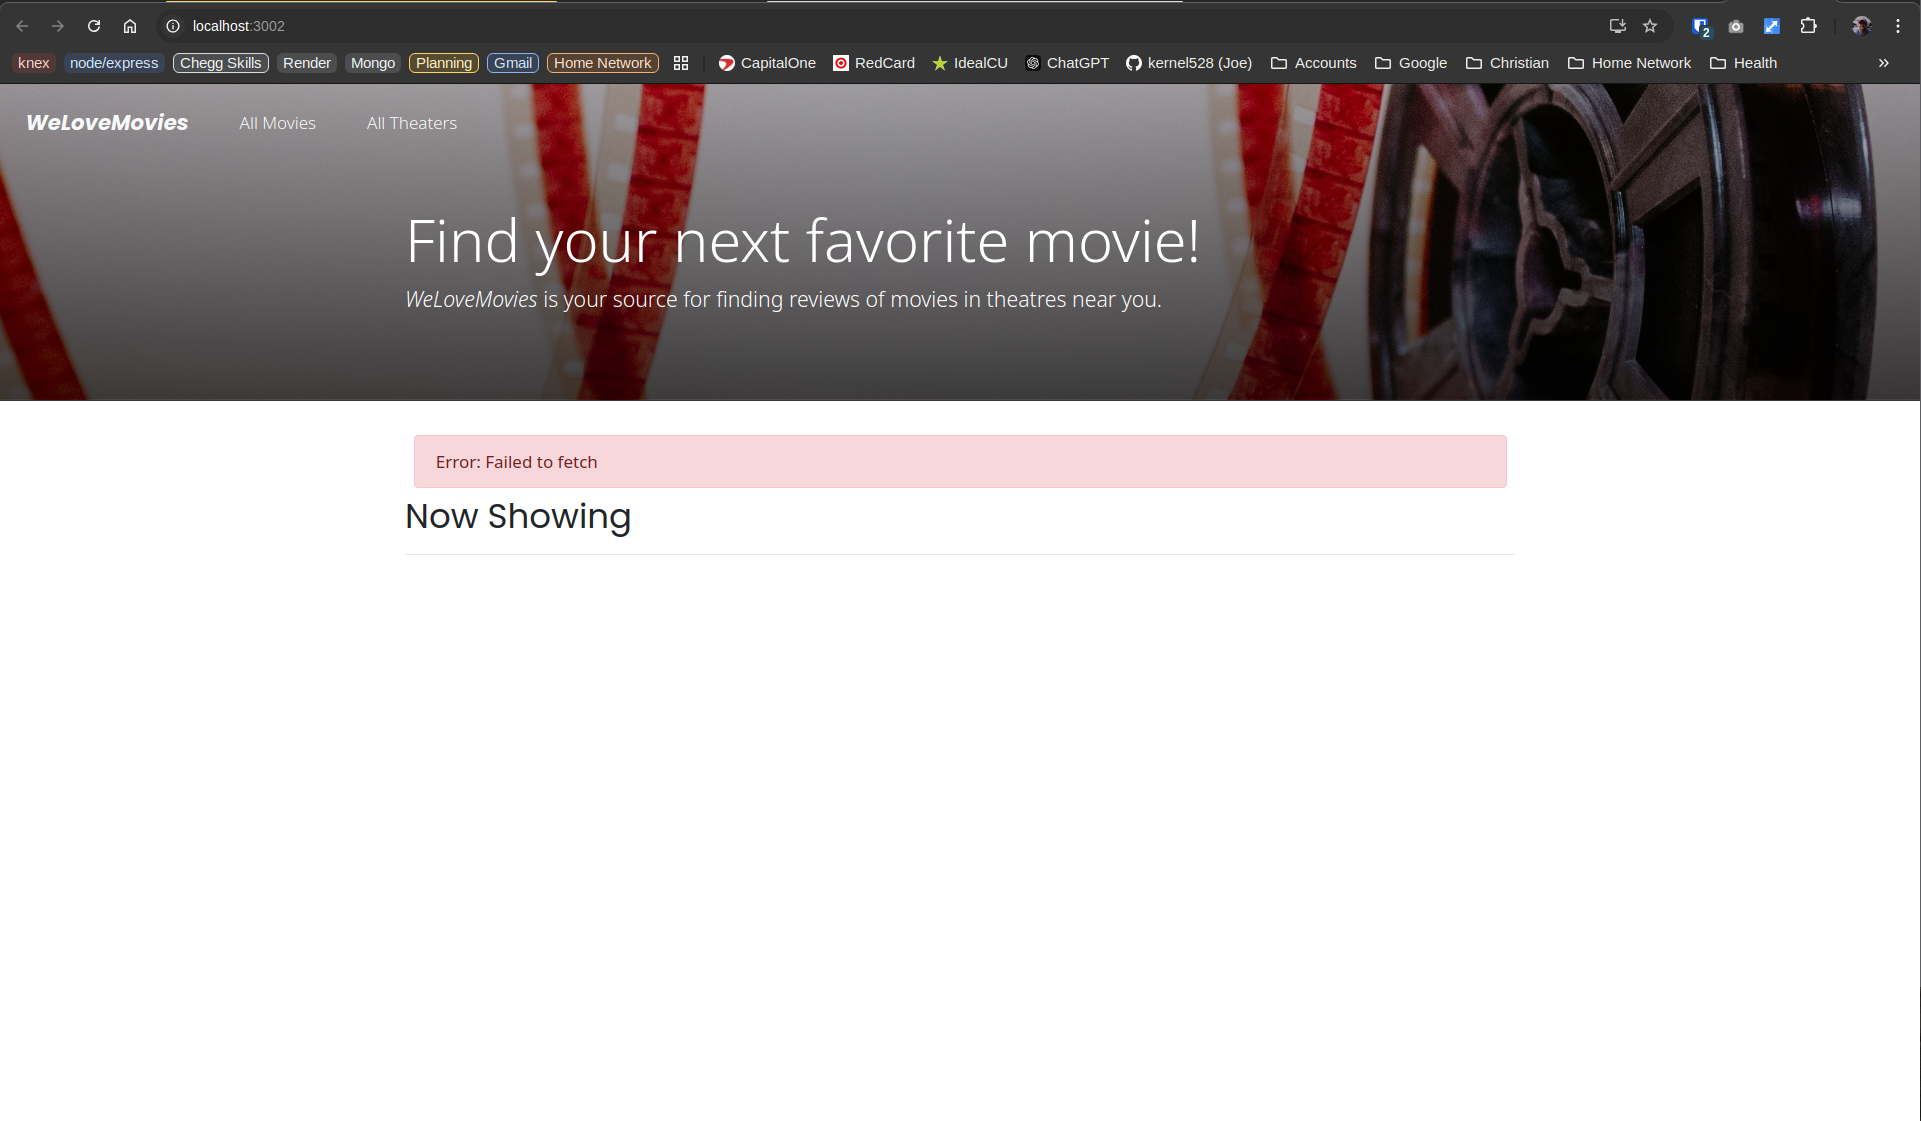 localhost:3002
2
knex node/express Chegg Skills Render Mongo Planning Gmail Home Network CapitalOne RedCard IdealCU ChatGPT kernel528 (Joe) Accounts Google Christian Home Network Health »
WeLoveMovies All Movies All Theaters
Find your next favorite movie!
WeLoveMovies is your source for finding reviews of movies in theatres near you.
Error: Failed to fetch
Now Showing